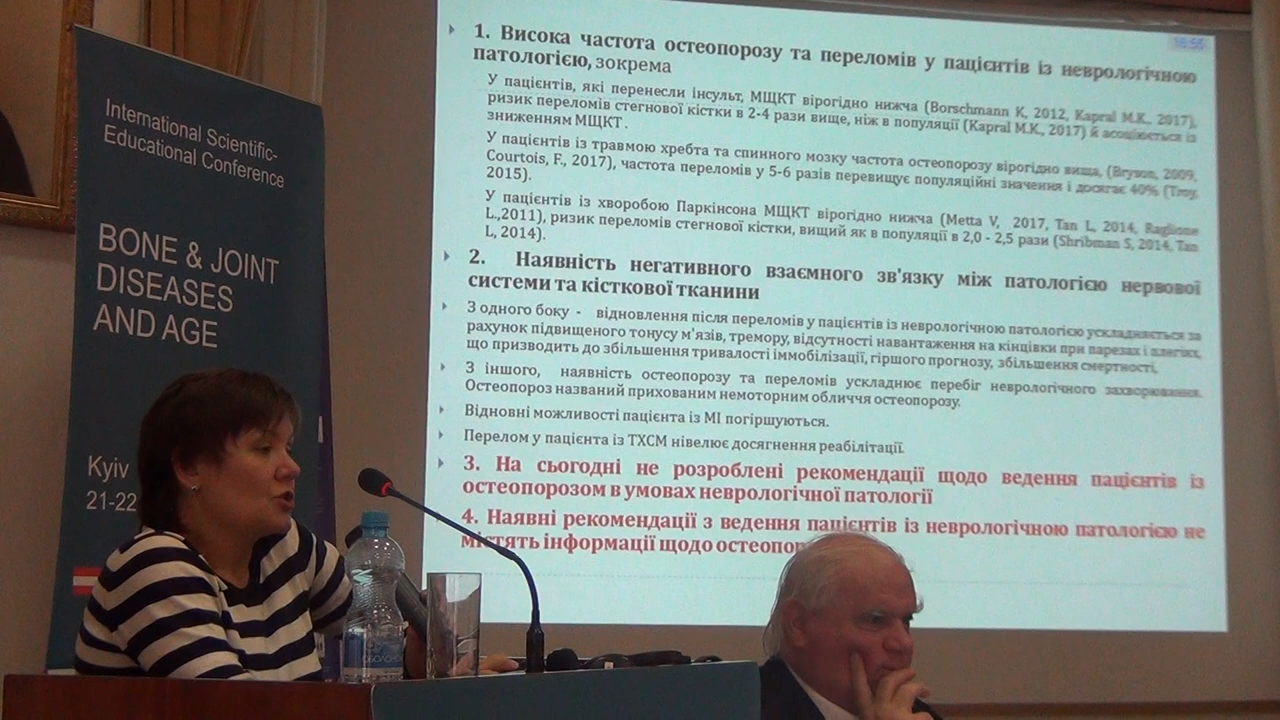 International Scientific-
Educational Conference
BONE & JOINT
DISEASES
AND AGE
Kyiv
21-22
16:55
1. Висока частота остеопорозу та переломів у пацієнтів із неврологічною
патологією, зокрема
У пацієнтів, які перенесли інсульт, МЩКТ вірогідно нижча (Borschmann K, 2012, Kapral M.K., 2017),
ризик переломів стегнової кістки в 2-4 рази вище, ніж в популяції (Kapral M.K., 2017) й асоціюється із
зниженням МЩКТ .
У пацієнтів із травмою хребта та спинного мозку частота остеопорозу вірогідно вища, (Bryson, 2009,
Courtois, F., 2017), частота переломів у 5-6 разів перевищує популяційні значення і досягає 40% (Troy,
2015).
У пацієнтів із хворобою Паркінсона МЩКТ вірогідно нижча (Metta V, 2017, Tan L, 2014, Raglione
L.,2011), ризик переломів стегнової кістки, вищий як в популяції в 2,0 - 2,5 рази (Shribman S, 2014, Tan
L, 2014).
2. Наявність негативного взаємного зв'язку між патологією нервової
системи та кісткової тканини
З одного боку - відновлення після переломів у пацієнтів із неврологічною патологією ускладняється за
рахунок підвищеного тонусу м'язів, тремору, відсутності навантаження на кінцівки при парезах і плегіях,
що призводить до збільшення тривалості іммобілізації, гіршого прогнозу, збільшення смертності.
З іншого, наявність остеопорозу та переломів ускладнює перебіг неврологічного захворювання.
Остеопороз названий прихованим немоторним обличчя остеопорозу.
Відновні можливості пацієнта із МІ погіршуються.
Перелом у пацієнта із ТХСМ нівелює досягнення реабілітації.
3. На сьогодні не розроблені рекомендації щодо ведення пацієнтів із
остеопорозом в умовах неврологічної патології
4. Наявні рекомендації з ведення пацієнтів із неврологічною патологією не
містять інформації щодо остеопор
ОБОЛОНСЬ